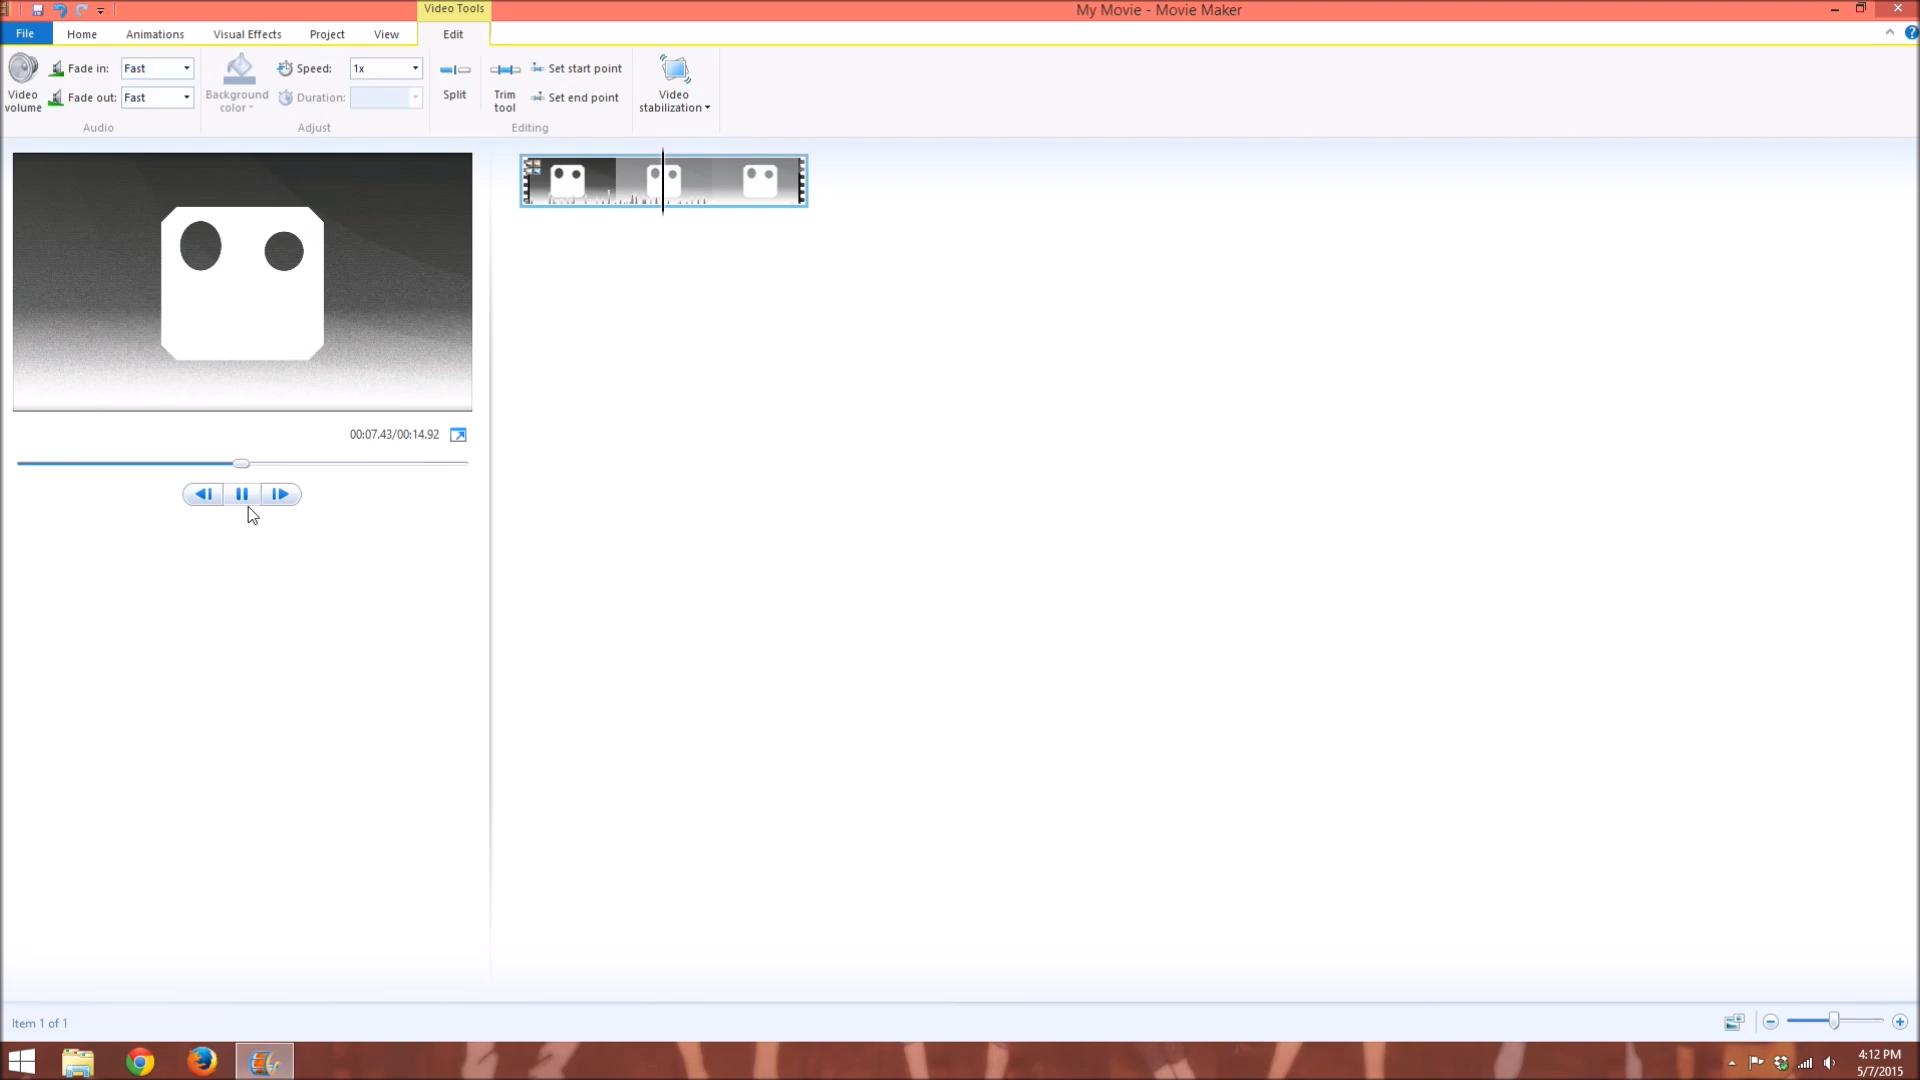 Video Tools
My Movie - Movie Maker
File
Home
Animations
Visual Effects
Project
View
Edit
Video
volume
Fade in:
Fast
Fade out:
Fast
Audio
Background
color
Speed:
1x
Duration:
Adjust
Split
Trim
tool
Set start point
Set end point
Editing
Video
stabilization
00:07.43/00:14.92
Item 1 of 1
4:12 PM
5/7/2015